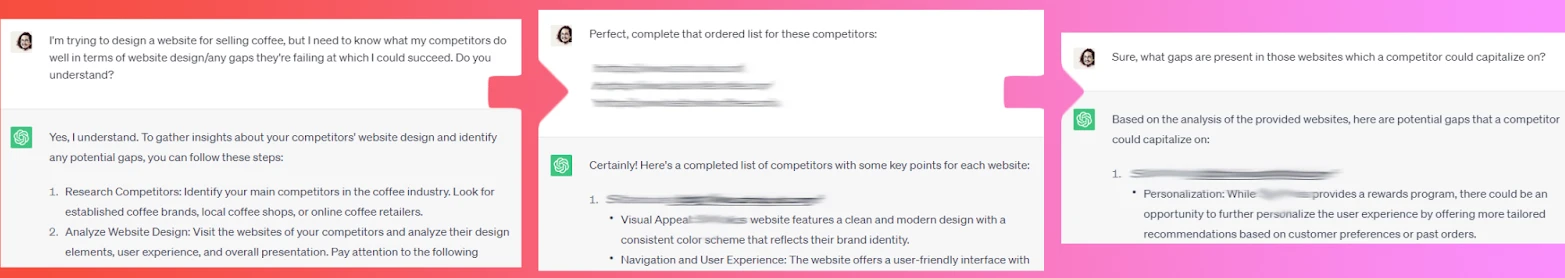 I'm trying to design a website for selling coffee, but I need to know what my competitors do
well in terms of website design/any gaps they're failing at which I could succeed. Do you
understand?
Yes, I understand. To gather insights about your competitors' website design and identify
any potential gaps, you can follow these steps:
1. Research Competitors: Identify your main competitors in the coffee industry. Look for
established coffee brands, local coffee shops, or online coffee retailers.
2. Analyze Website Design: Visit the websites of your competitors and analyze their design
elements, user experience, and overall presentation. Pay attention to the following
Perfect, complete that ordered list for these competitors:
Certainly! Here's a completed list of competitors with some key points for each website:
1.
• Visual Appeal website features a clean and modern design with a
consistent color scheme that reflects their brand identity.
• Navigation and User Experience: The website offers a user-friendly interface with
Sure, what gaps are present in those websites which a competitor could capitalize on?
Based on the analysis of the provided websites, here are potential gaps that a competitor
could capitalize on:
1.
• Personalization: While provides a rewards program, there could be an
opportunity to further personalize the user experience by offering more tailored
recommendations based on customer preferences or past orders.